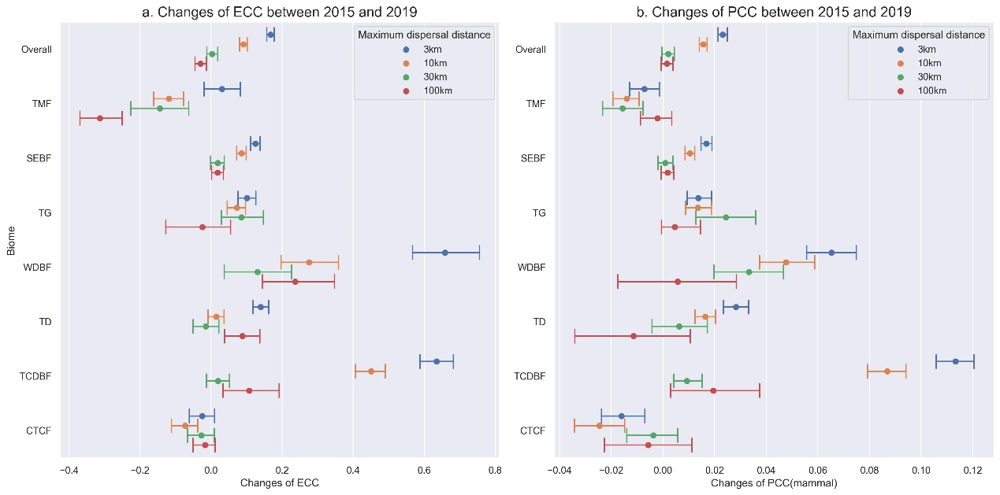 a. Changes of ECC between 2015 and 2019
Maximum dispersal distance
3km
10km
30km
100km
Biome
Overall
TMF
SEBF
TG
WDBF
TD
TCDBF
CTCF
−0.4 −0.2 0.0 0.2 0.4 0.6 0.8
Changes of ECC
b. Changes of PCC between 2015 and 2019
Maximum dispersal distance
3km
10km
30km
100km
Overall
TMF
SEBF
TG
WDBF
TD
TCDBF
CTCF
−0.04 −0.02 0.00 0.02 0.04 0.06 0.08 0.10 0.12
Changes of PCC(mammal)